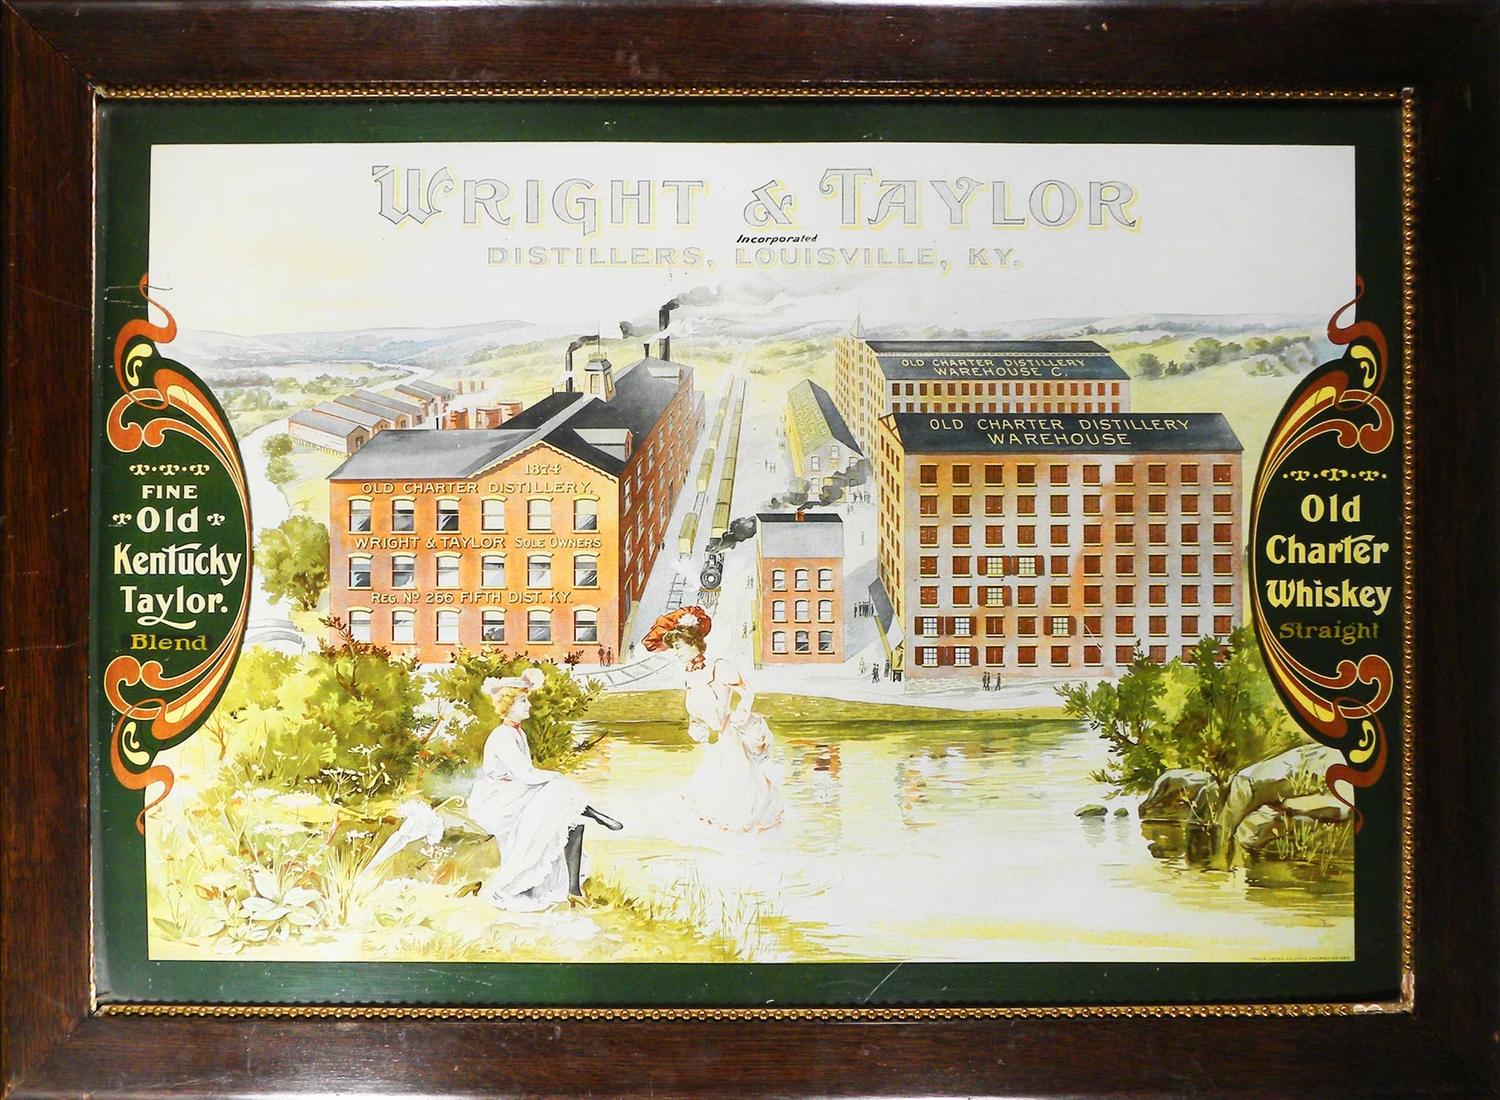 WRIGHT & TAYLOR
Incorporated
DISTILLERS, LOUISVILLE, KY.
OLD CHARTER DISTILLERY
WAREHOUSE C.
OLD CHARTER DISTILLERY
WAREHOUSE
1874
OLD CHARTER DISTILLERY,
WRIGHT & TAYLOR SOLE OWNERS
REG. No 266 FIFTH DIST. KY.
FINE
Old
Kentucky
Taylor.
Blend
Old
Charter
Whiskey
Straight